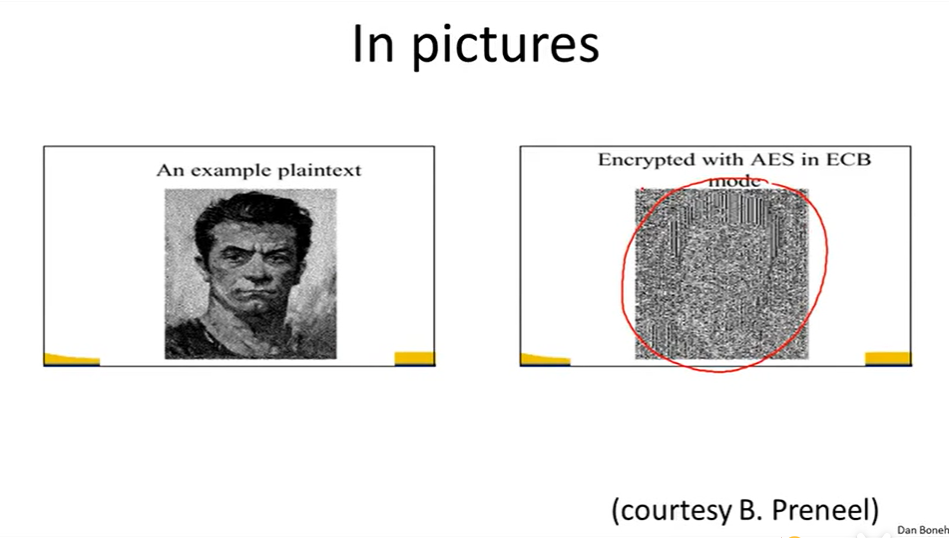 In pictures
An example plaintext
Encrypted with AES in ECB
mode
(courtesy B. Preneel)
Dan Boneh